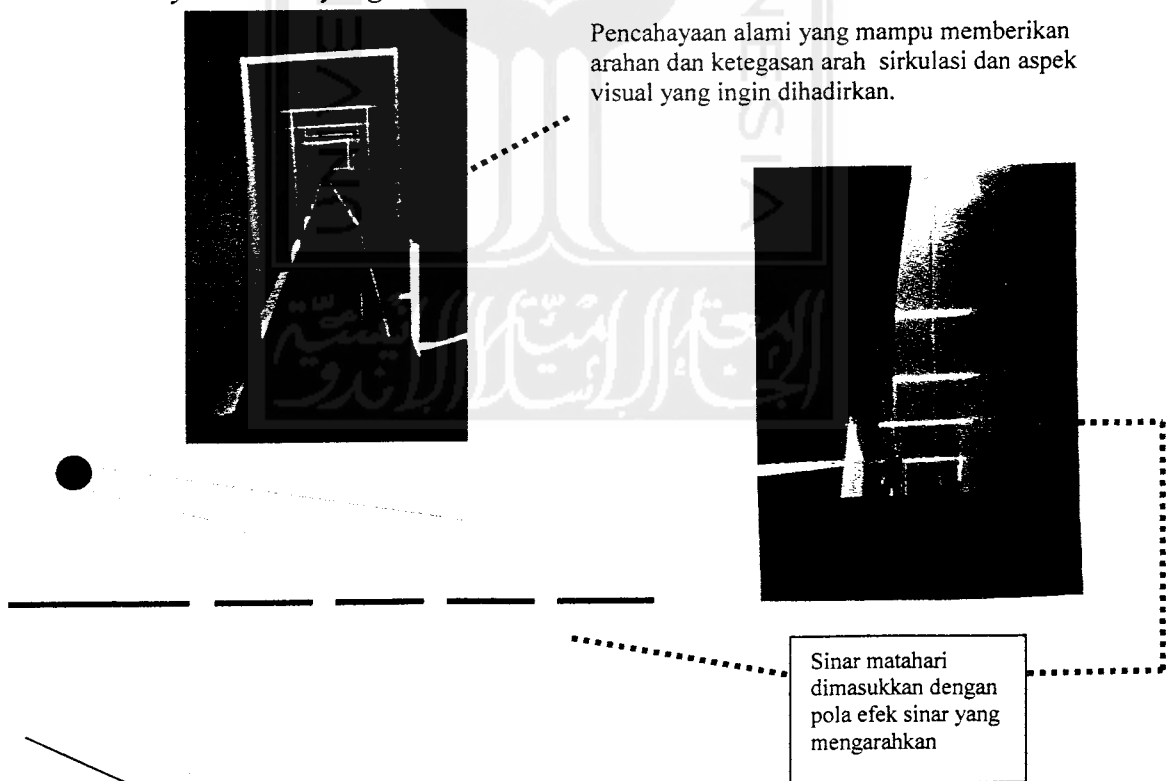 Pencahayaan alami yang mampu memberikan
arahan dan ketegasan arah sirkulasi dan aspek
visual yang ingin dihadirkan.
Sinar matahari
dimasukkan dengan
pola efek sinar yang
mengarahkan